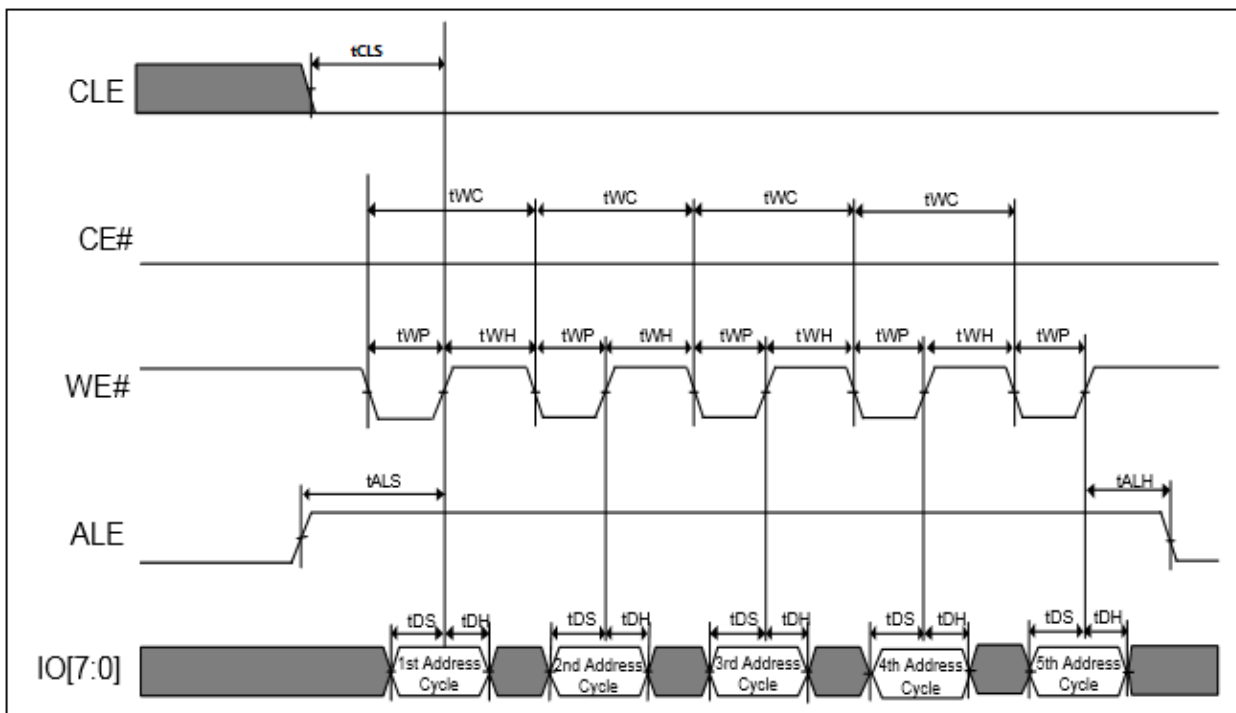 tCLS
CLE
tWC tWC tWC tWC
CE#
tWP tWH tWP tWH tWP tWH tWP tWH tWP
WE#
tALS tALH
ALE
tDS tDH tDS tDH tDS tDH tDS tDH tDS tDH
IO[7:0]
1st Address 2nd Address 3rd Address 4th Address 5th Address
Cycle Cycle Cycle Cycle Cycle